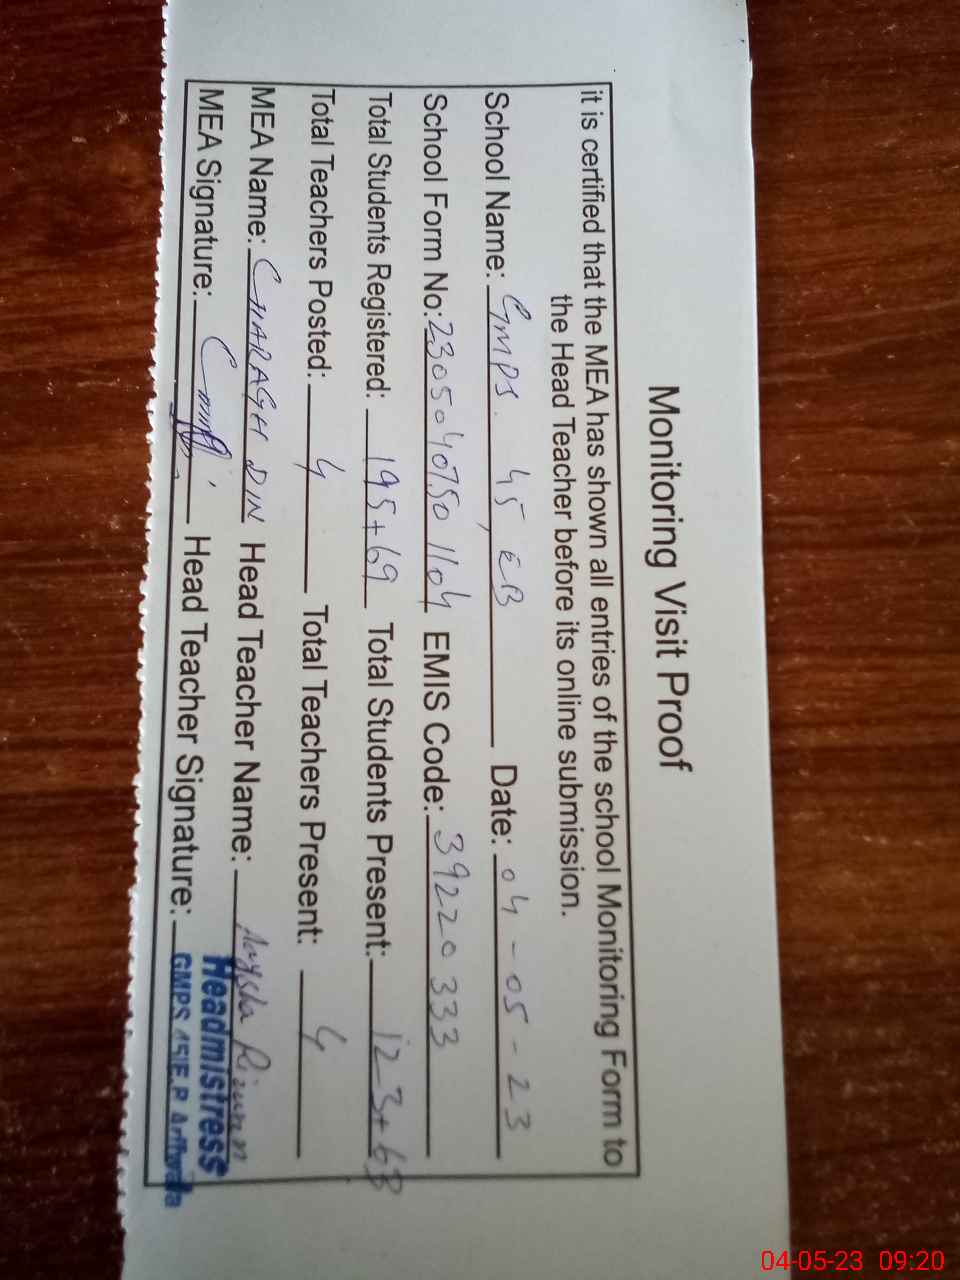 Monitoring Visit Proof
it is certified that the MEA has shown all entries of the school Monitoring Form to
the Head Teacher before its online submission.
School Name: GMPS. 45, EB Date: 04-05-23
School Form No: 23050407501104 EMIS Code: 39220333
Total Students Registered: 195+69 Total Students Present: 123+63
Total Teachers Posted: 4 Total Teachers Present: 4
MEA Name: CHARAGH DIN Head Teacher Name:
MEA Signature: Head Teacher Signature:
Headmistress
GMPS 45/E.B Arifwala
04-05-23 09:20